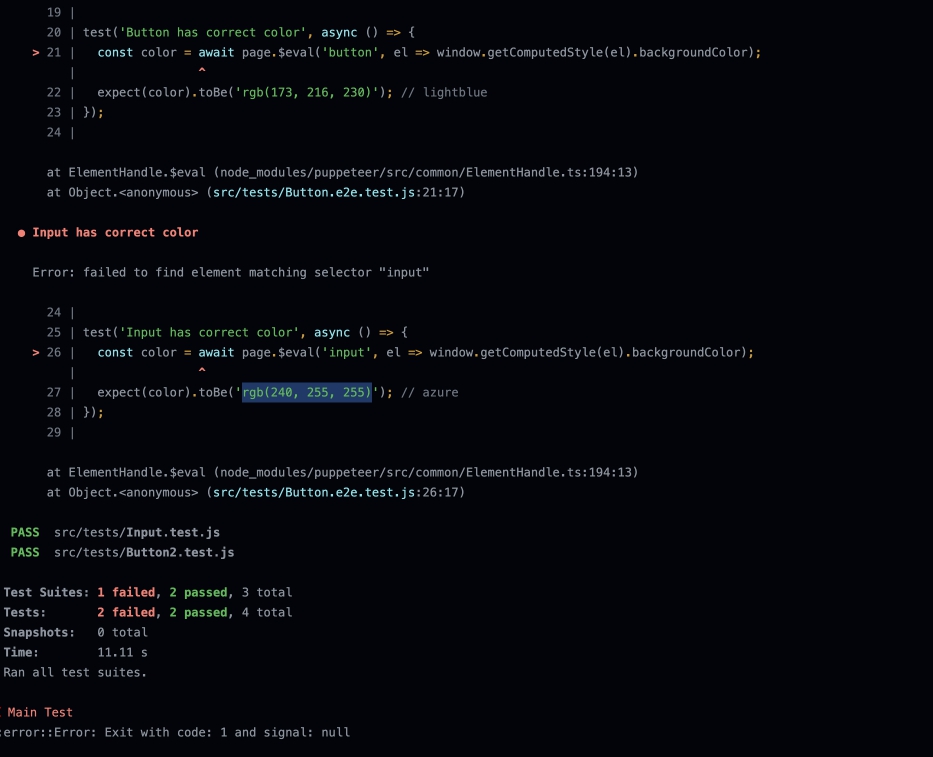 19 |
20 | test('Button has correct color', async () => {
> 21 |   const color = await page.$eval('button', el => window.getComputedStyle(el).backgroundColor);
|                 ^
22 |   expect(color).toBe('rgb(173, 216, 230)'); // lightblue
23 | });
24 |
at ElementHandle.$eval (node_modules/puppeteer/src/common/ElementHandle.ts:194:13)
at Object.<anonymous> (src/tests/Button.e2e.test.js:21:17)
● Input has correct color
Error: failed to find element matching selector "input"
24 |
25 | test('Input has correct color', async () => {
> 26 |   const color = await page.$eval('input', el => window.getComputedStyle(el).backgroundColor);
|                 ^
27 |   expect(color).toBe('rgb(240, 255, 255)'); // azure
28 | });
29 |
at ElementHandle.$eval (node_modules/puppeteer/src/common/ElementHandle.ts:194:13)
at Object.<anonymous> (src/tests/Button.e2e.test.js:26:17)
PASS  src/tests/Input.test.js
PASS  src/tests/Button2.test.js
Test Suites: 1 failed, 2 passed, 3 total
Tests:       2 failed, 2 passed, 4 total
Snapshots:   0 total
Time:        11.11 s
Ran all test suites.
Main Test
:error::Error: Exit with code: 1 and signal: null